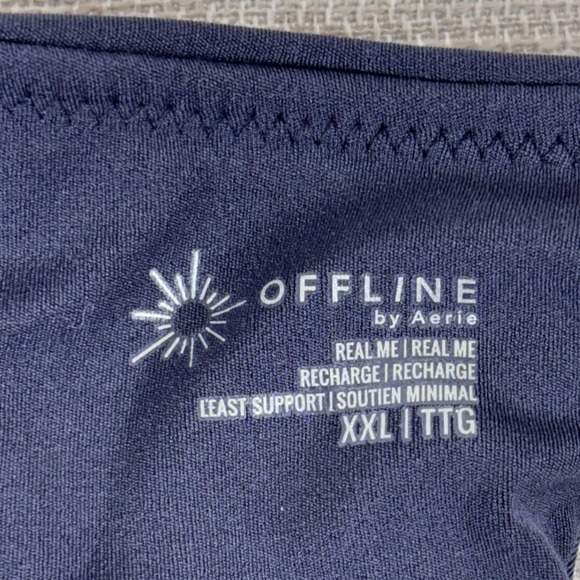 OFFLINE
by Aerie
REAL ME | REAL ME
RECHARGE | RECHARGE
LEAST SUPPORT | SOUTIEN MINIMAL
XXL | TTG